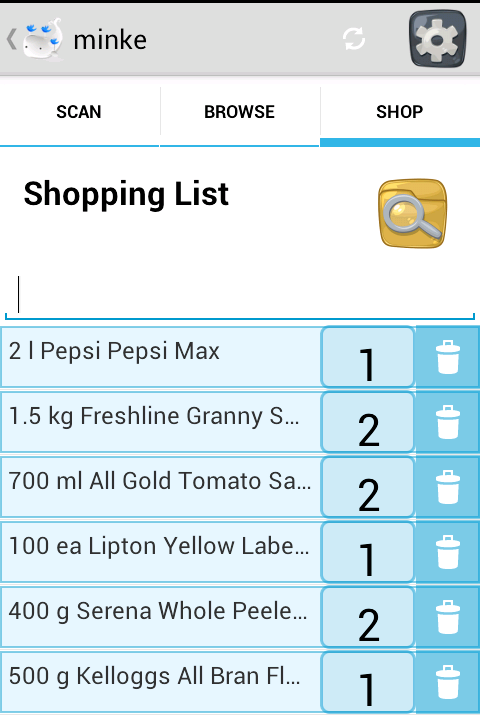 minke
SCAN BROWSE SHOP
Shopping List
2 l Pepsi Pepsi Max 1
1.5 kg Freshline Granny S... 2
700 ml All Gold Tomato Sa... 2
100 ea Lipton Yellow Labe... 1
400 g Serena Whole Peele... 2
500 g Kelloggs All Bran Fl... 1